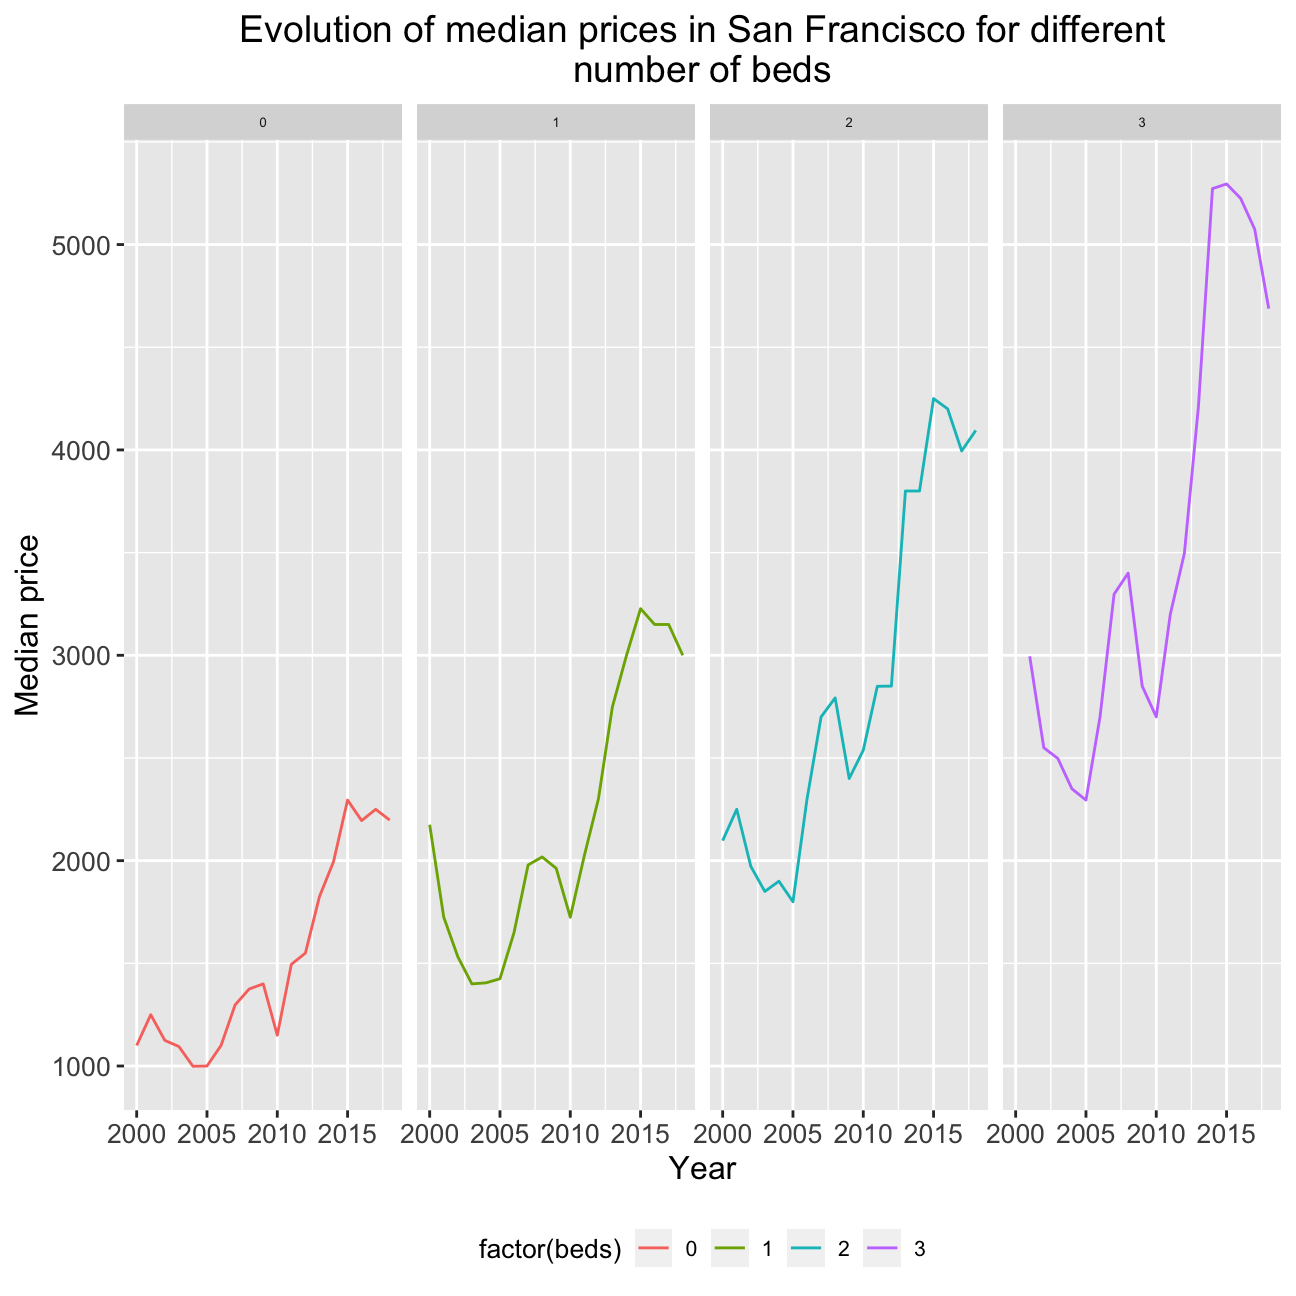 Evolution of median prices in San Francisco for different
number of beds
0 1 2 3
5000
4000
3000
2000
1000
Median price
2000 2005 2010 2015 2000 2005 2010 2015 2000 2005 2010 2015 2000 2005 2010 2015
Year
factor(beds) 0 1 2 3